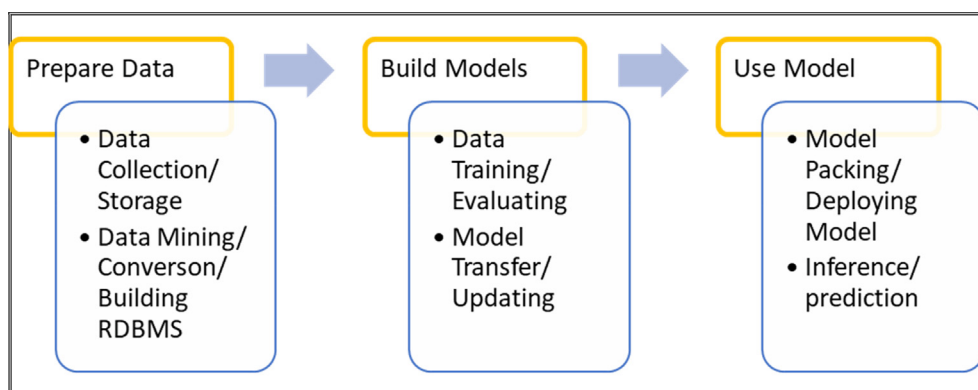 Prepare Data
• Data
Collection/
Storage
• Data Mining/
Converson/
Building
RDBMS
Build Models
• Data
Training/
Evaluating
• Model
Transfer/
Updating
Use Model
• Model
Packing/
Deploying
Model
• Inference/
prediction